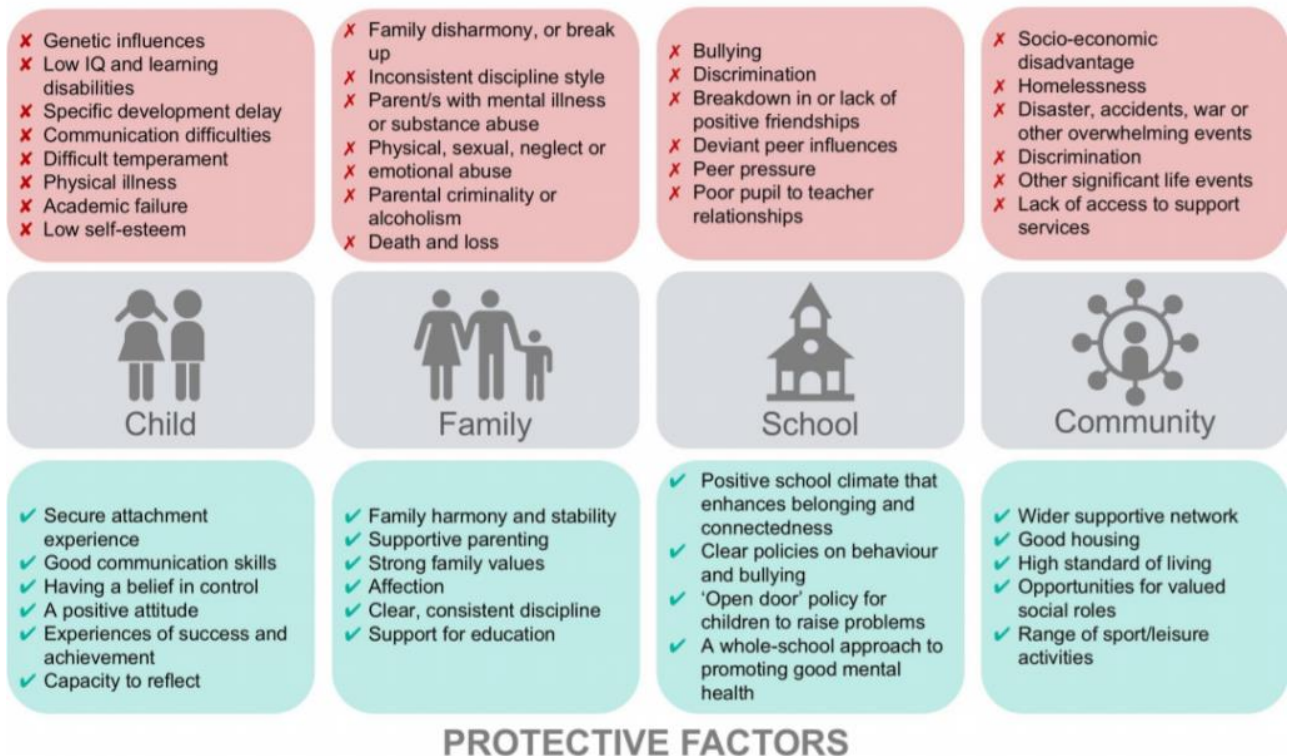 ✘ Genetic influences
✘ Low IQ and learning
disabilities
✘ Specific development delay
✘ Communication difficulties
✘ Difficult temperament
✘ Physical illness
✘ Academic failure
✘ Low self-esteem
✗ Family disharmony, or break
up
✗ Inconsistent discipline style
✗ Parent/s with mental illness
or substance abuse
✗ Physical, sexual, neglect or
✗ emotional abuse
✗ Parental criminality or
alcoholism
✗ Death and loss
✗ Bullying
✗ Discrimination
✗ Breakdown in or lack of
positive friendships
✗ Deviant peer influences
✗ Peer pressure
✗ Poor pupil to teacher
relationships
✗ Socio-economic
disadvantage
✗ Homelessness
✗ Disaster, accidents, war or
other overwhelming events
✗ Discrimination
✗ Other significant life events
✗ Lack of access to support
services
Child
Family
School
Community
✔ Secure attachment
experience
✔ Good communication skills
✔ Having a belief in control
✔ A positive attitude
✔ Experiences of success and
achievement
✔ Capacity to reflect
✔ Family harmony and stability
✔ Supportive parenting
✔ Strong family values
✔ Affection
✔ Clear, consistent discipline
✔ Support for education
✔ Positive school climate that
enhances belonging and
connectedness
✔ Clear policies on behaviour
and bullying
✔ ‘Open door’ policy for
children to raise problems
✔ A whole-school approach to
promoting good mental
health
✔ Wider supportive network
✔ Good housing
✔ High standard of living
✔ Opportunities for valued
social roles
✔ Range of sport/leisure
activities
PROTECTIVE FACTORS